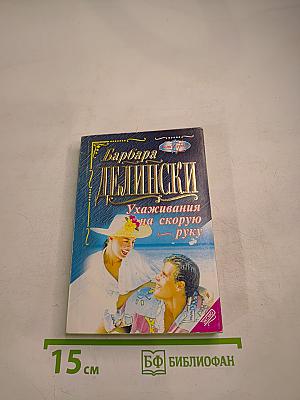 Барбара
ДЕЛИНСКИ
Ухаживания
на скорую
руку
15 см
БФ БИБЛИОФАН